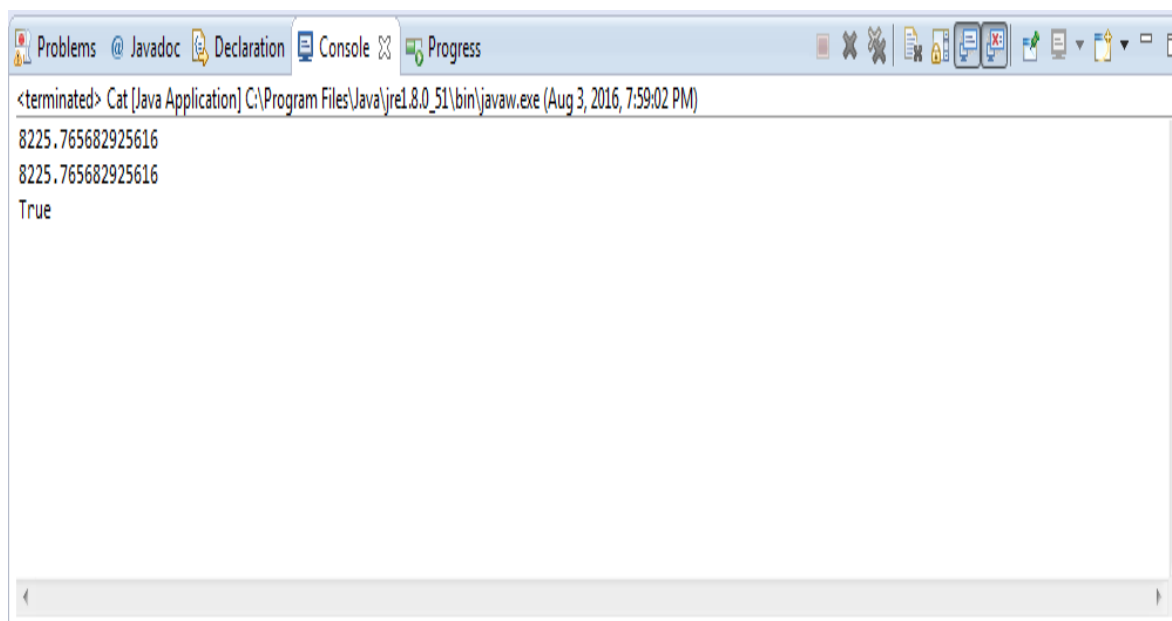 Problems @ Javadoc Declaration Console Progress
<terminated> Cat [Java Application] C:\Program Files\Java\jre1.8.0_51\bin\javaw.exe (Aug 3, 2016, 7:59:02 PM)
8225.765682925616
8225.765682925616
True